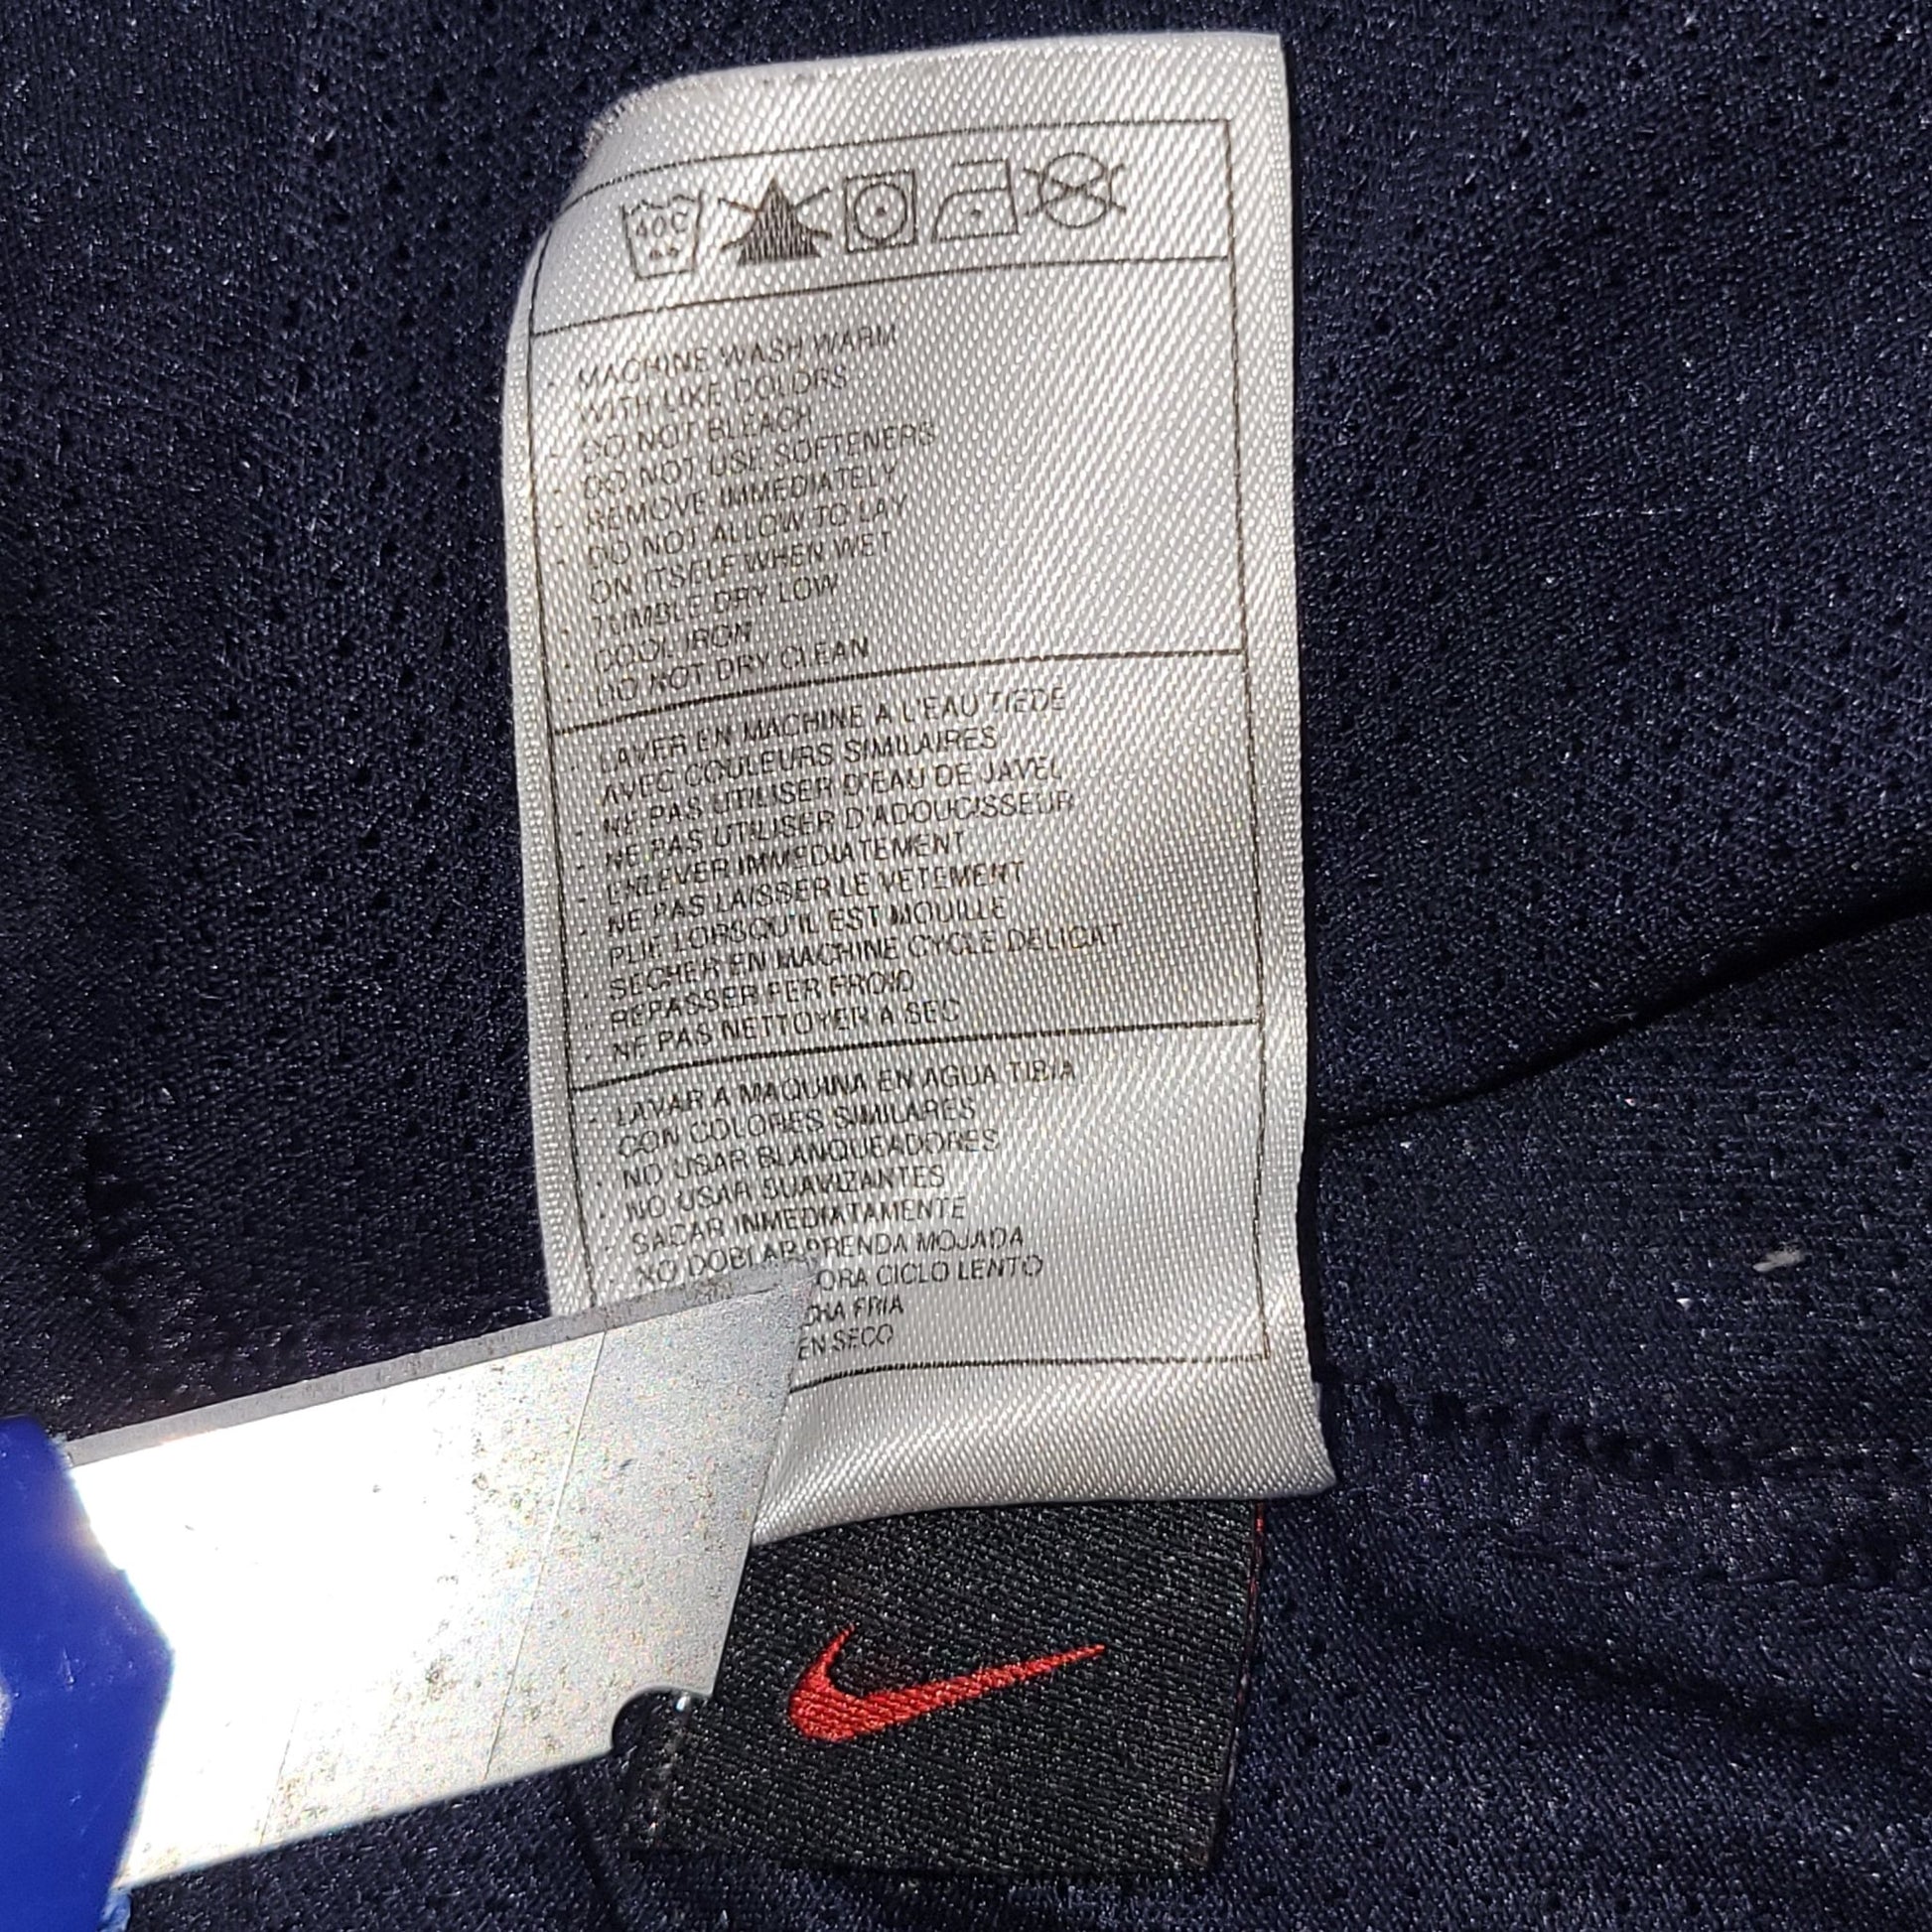 40C
· MACHINE WASH WARM
WITH LIKE COLORS
· DO NOT BLEACH
· DO NOT USE SOFTENERS
· REMOVE IMMEDIATELY
· DO NOT ALLOW TO LAY
ON ITSELF WHEN WET
· TUMBLE DRY LOW
· COOL IRON
· DO NOT DRY CLEAN
· LAVER EN MACHINE A L'EAU TIEDE
AVEC COULEURS SIMILAIRES
· NE PAS UTILISER D'EAU DE JAVEL
· NE PAS UTILISER D'ADOUCISSEUR
· ENLEVER IMMEDIATEMENT
· NE PAS LAISSER LE VETEMENT
PLIE LORSQU'IL EST MOUILLE
· SECHER EN MACHINE CYCLE DELICAT
· REPASSER FER FROID
· NE PAS NETTOYER A SEC
· LAVAR A MAQUINA EN AGUA TIBIA
CON COLORES SIMILARES
· NO USAR BLANQUEADORES
· NO USAR SUAVIZANTES
· SACAR INMEDIATAMENTE
· NO DOBLAR PRENDA MOJADA
ORA CICLO LENTO
CHA FRIA
EN SECO